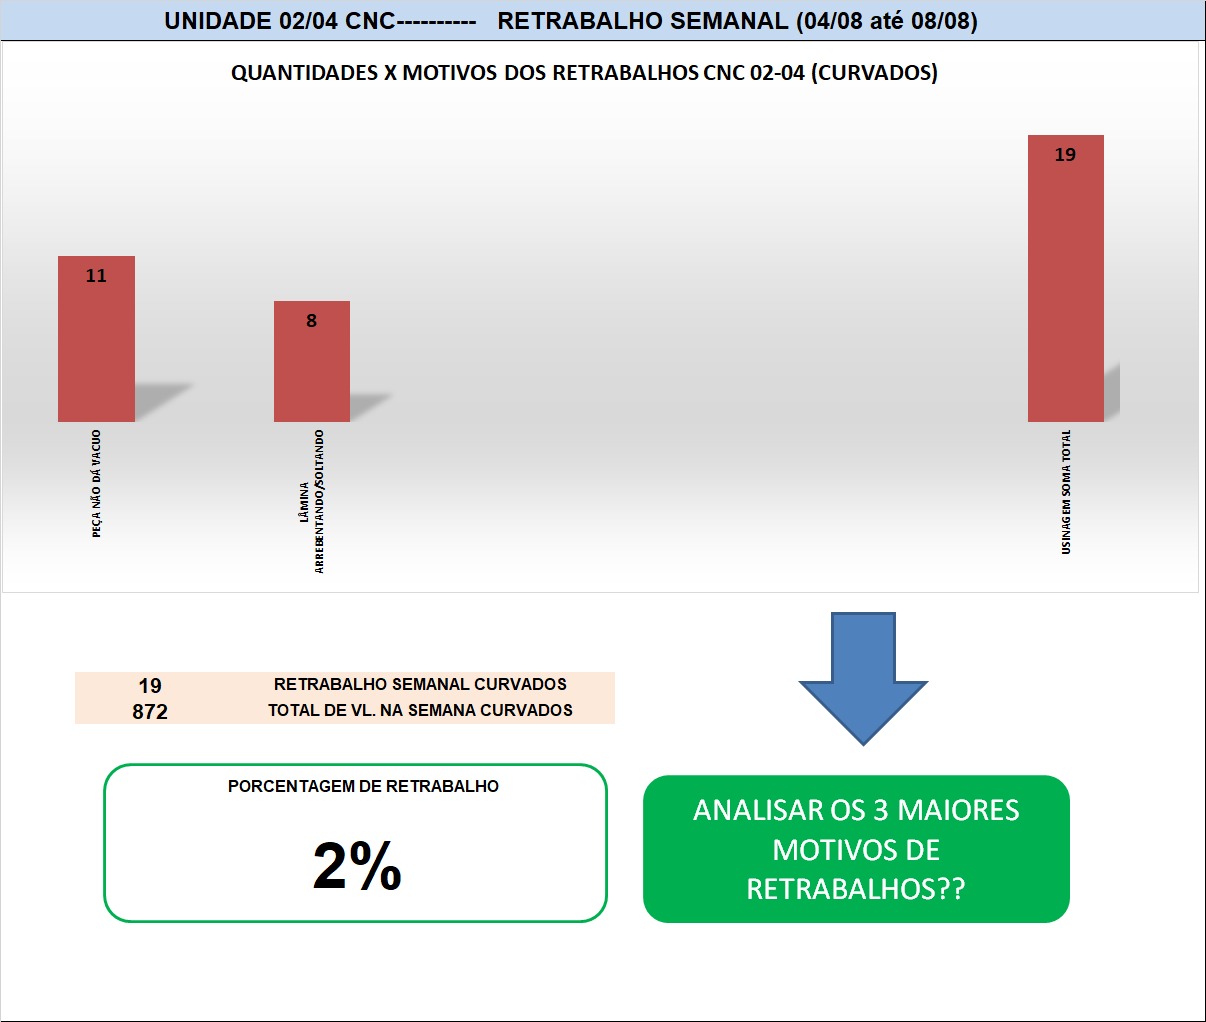 UNIDADE 02/04 CNC---------- RETRABALHO SEMANAL (04/08 até 08/08)
QUANTIDADES X MOTIVOS DOS RETRABALHOS CNC 02-04 (CURVADOS)
11
8
19
PEÇA NÃO DÁ VACUO
LÂMINA
ARREBENTANDO/SOLTANDO
USINAGEM SOMA TOTAL
19 RETRABALHO SEMANAL CURVADOS
872 TOTAL DE VL. NA SEMANA CURVADOS
PORCENTAGEM DE RETRABALHO
2%
ANALISAR OS 3 MAIORES
MOTIVOS DE
RETRABALHOS??